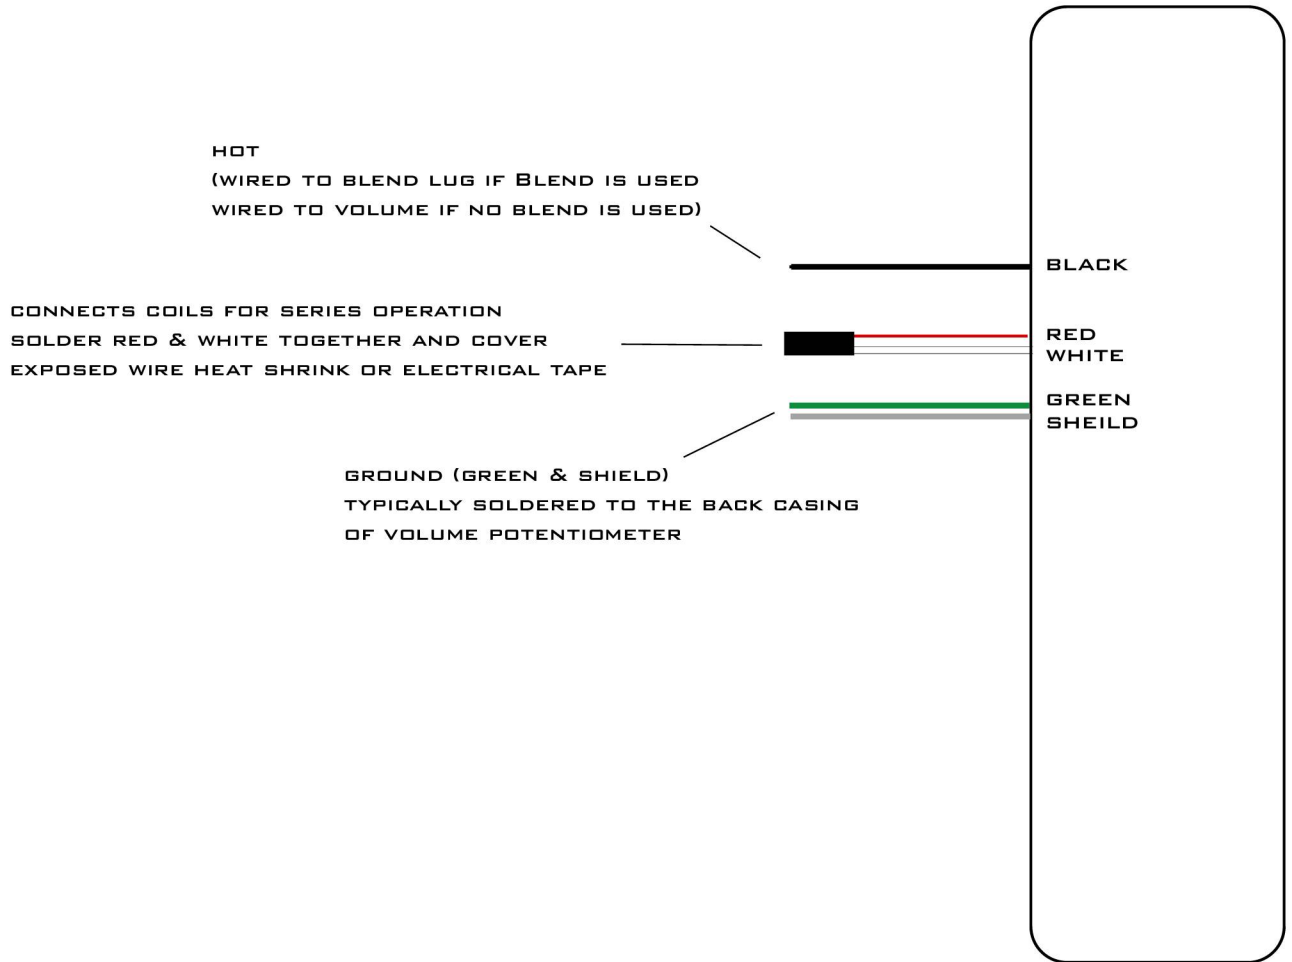 HOT
(WIRED TO BLEND LUG IF BLEND IS USED
WIRED TO VOLUME IF NO BLEND IS USED)
BLACK
CONNECTS COILS FOR SERIES OPERATION
SOLDER RED & WHITE TOGETHER AND COVER
EXPOSED WIRE HEAT SHRINK OR ELECTRICAL TAPE
RED
WHITE
GREEN
SHEILD
GROUND (GREEN & SHIELD)
TYPICALLY SOLDERED TO THE BACK CASING
OF VOLUME POTENTIOMETER